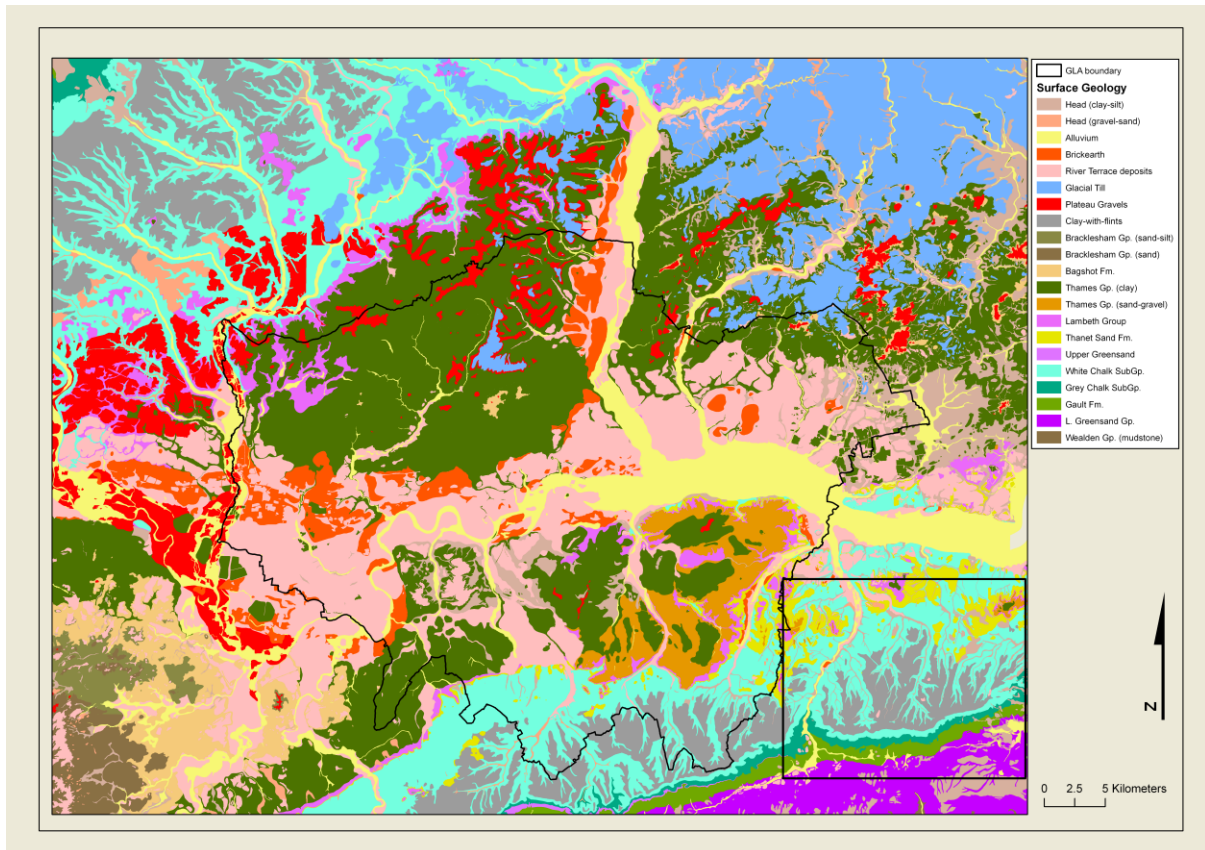 GLA boundary
Surface Geology
Head (clay-silt)
Head (gravel-sand)
Alluvium
Brickearth
River Terrace deposits
Glacial Till
Plateau Gravels
Clay-with-flints
Bracklesham Gp. (sand-silt)
Bracklesham Gp. (sand)
Bagshot Fm.
Thames Gp. (clay)
Thames Gp. (sand-gravel)
Lambeth Group
Thanet Sand Fm.
Upper Greensand
White Chalk SubGp.
Grey Chalk SubGp.
Gault Fm.
L. Greensand Gp.
Wealden Gp. (mudstone)
N
0 2.5 5 Kilometers